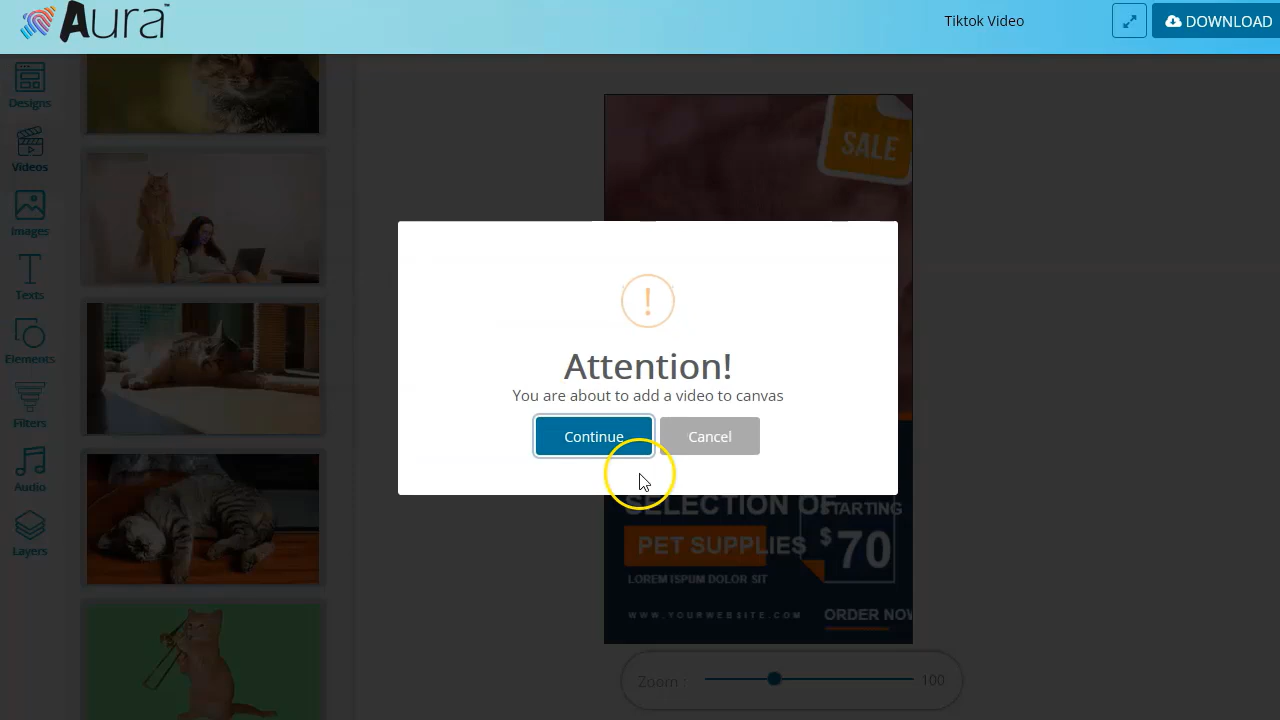 Aura™
Tiktok Video
DOWNLOAD
Designs
Videos
Images
Texts
Elements
Filters
Audio
Layers
SALE
!
Attention!
You are about to add a video to canvas
Continue
Cancel
SELECTION OF
STARTING
PET SUPPLIES
$70
LOREM ISPUM DOLOR SIT
WWW.YOURWEBSITE.COM
ORDER NOW
Zoom :
100